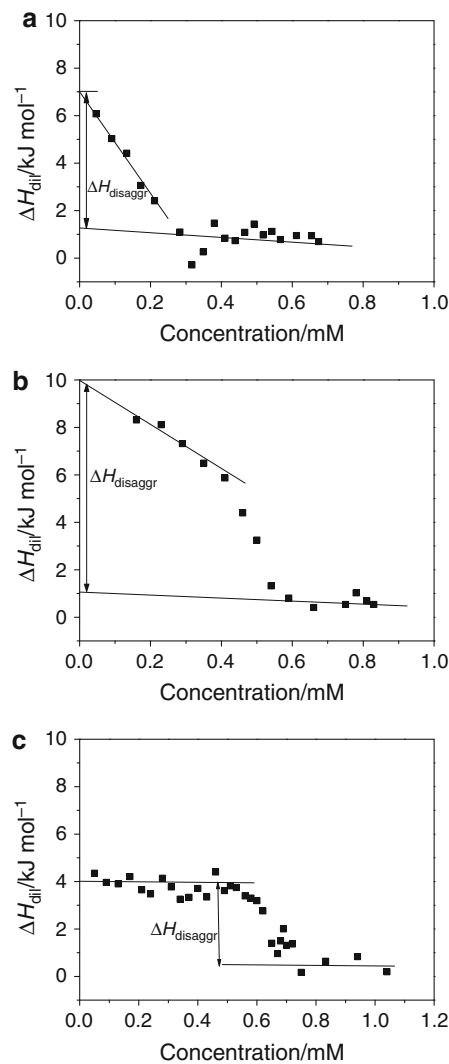 a
10
8
6
4
2
0
ΔHdil/kJ mol⁻¹
ΔHdisaggr
0.0 0.2 0.4 0.6 0.8 1.0
Concentration/mM
b
10
8
6
4
2
0
ΔHdil/kJ mol⁻¹
ΔHdisaggr
0.0 0.2 0.4 0.6 0.8 1.0
Concentration/mM
c
10
8
6
4
2
0
ΔHdil/kJ mol⁻¹
ΔHdisaggr
0.0 0.2 0.4 0.6 0.8 1.0 1.2
Concentration/mM